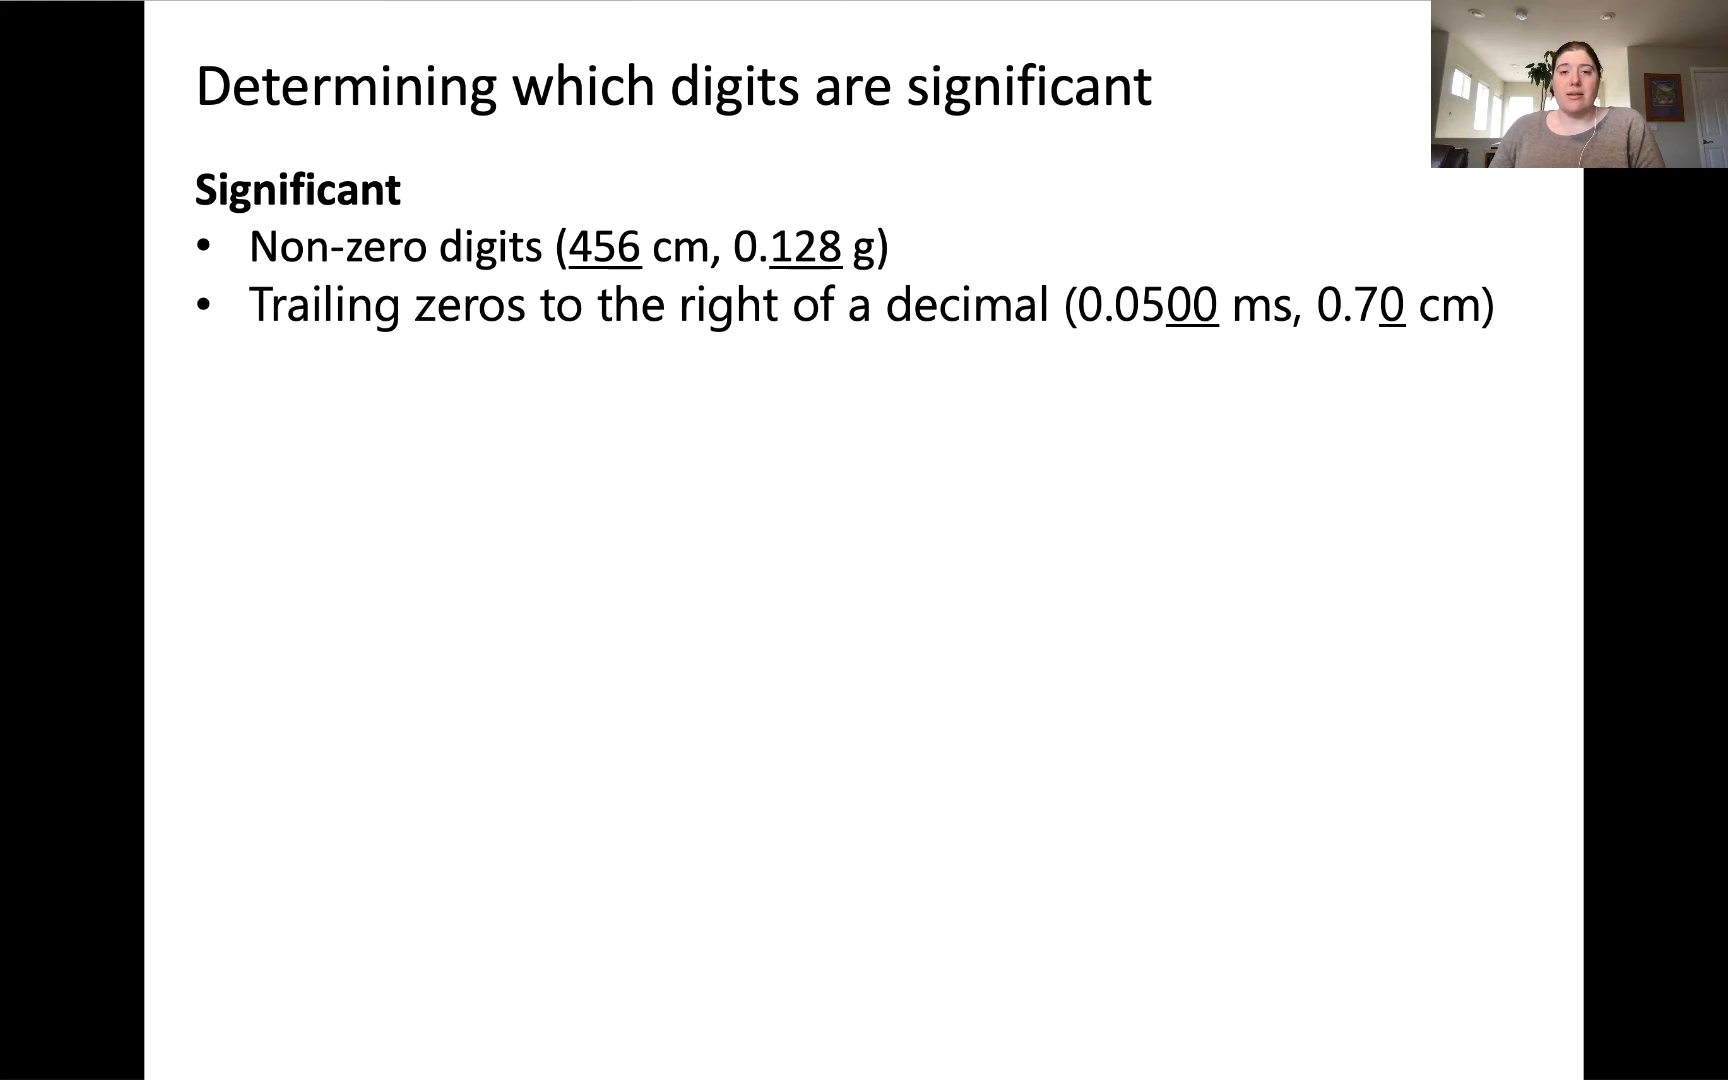 Determining which digits are significant
Significant
• Non-zero digits (456 cm, 0.128 g)
• Trailing zeros to the right of a decimal (0.0500 ms, 0.70 cm)